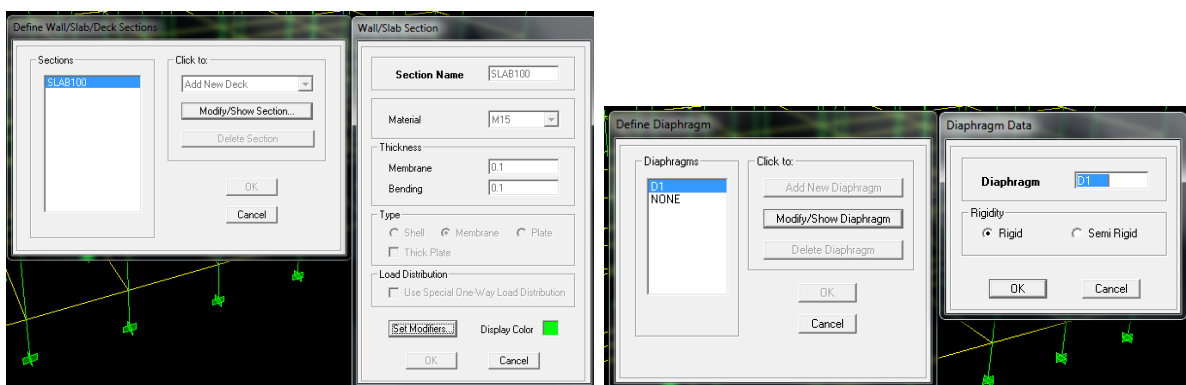 Define Wall/Slab/Deck Sections
Sections
SLAB100
Click to:
Add New Deck
Modify/Show Section...
Delete Section
OK
Cancel
Wall/Slab Section
Section Name SLAB100
Material M15
Thickness
Membrane 0.1
Bending 0.1
Type
Shell Membrane Plate
Thick Plate
Load Distribution
Use Special One-Way Load Distribution
Set Modifiers... Display Color
OK Cancel
Define Diaphragm
Diaphragms
D1
NONE
Click to:
Add New Diaphragm
Modify/Show Diaphragm
Delete Diaphragm
OK
Cancel
Diaphragm Data
Diaphragm D1
Rigidity
Rigid Semi Rigid
OK Cancel